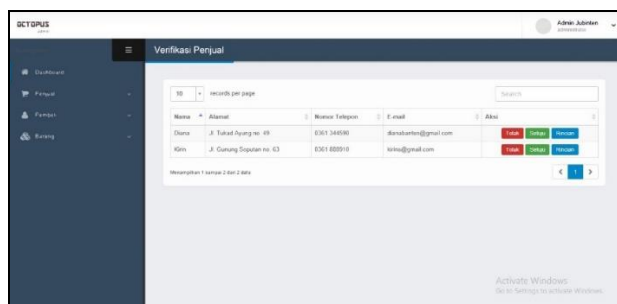 OCTOPUS
Admin Jubinten
Verifikasi Penjual
Dashboard
Penjual
Pembeli
Barang
10 records per page
Search
Nama Alamat Nomor Telepon E-mail Aksi
Diana Jl. Tukad Ayung no. 49 0361 344590 dianabanten@gmail.com Tolak Setuju Rincian
Kirin Jl. Gunung Soputan no. 63 kirins@gmail.com Tolak Setuju Rincian
Menampilkan 1 sampai 2 dari 2 data
1
Activate Windows
Go to Settings to activate Windows.